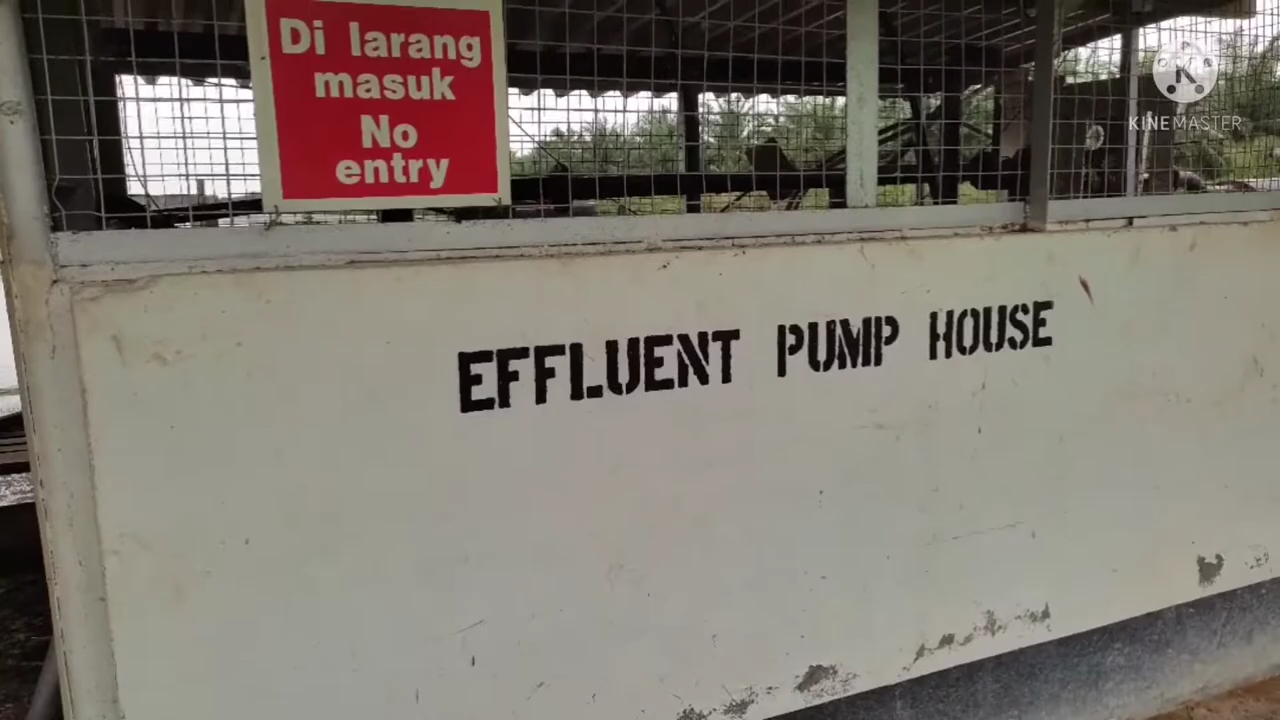 Di larang
masuk
No
entry
KINEMASTER
EFFLUENT PUMP HOUSE